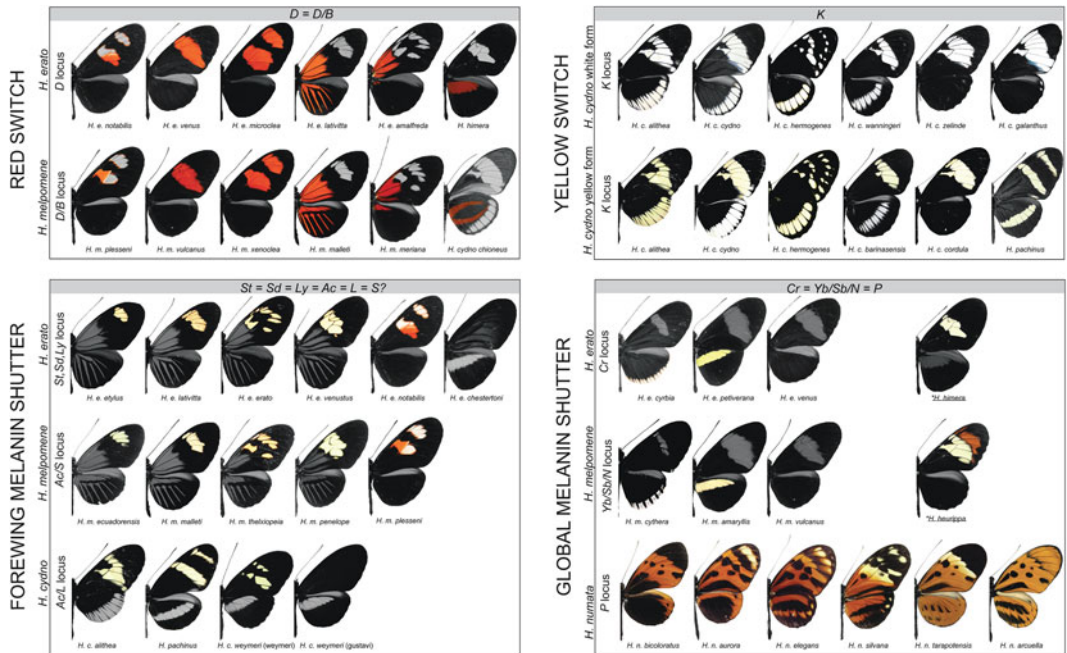 D = D/B
RED SWITCH
H. erato
D locus
H. e. notabilis
H. e. venus
H. e. microclea
H. e. lativitta
H. e. amalfreda
H. himera
H. melpomene
D/B locus
H. m. plesseni
H. m. vulcanus
H. m. xenoclea
H. m. malleti
H. m. meriana
H. cydno chioneus
K
YELLOW SWITCH
H. cydno white form
K locus
H. c. alithea
H. c. cydno
H. c. hermogenes
H. c. wanningeri
H. c. zelinde
H. c. galanthus
H. cydno yellow form
K locus
H. c. alithea
H. c. cydno
H. c. hermogenes
H. c. barinasensis
H. c. cordula
H. pachinus
St = Sd = Ly = Ac = L = S?
FOREWING MELANIN SHUTTER
H. erato
St,Sd,Ly locus
H. e. etylus
H. e. lativitta
H. e. erato
H. e. venustus
H. e. notabilis
H. e. chestertoni
H. melpomene
Ac/S locus
H. m. ecuadorensis
H. m. malleti
H. m. thelxiopeia
H. m. penelope
H. m. plesseni
H. cydno
Ac/L locus
H. c. alithea
H. pachinus
H. c. weymeri (weymeri)
H. c. weymeri (gustavi)
Cr = Yb/Sb/N = P
GLOBAL MELANIN SHUTTER
H. erato
Cr locus
H. e. cyrbia
H. e. petiverana
H. e. venus
*H. himera
H. melpomene
Yb/Sb/N locus
H. m. cythera
H. m. amaryllis
H. m. vulcanus
*H. heurippa
H. numata
P locus
H. n. bicoloratus
H. n. aurora
H. n. elegans
H. n. silvana
H. n. tarapotensis
H. n. arcuella